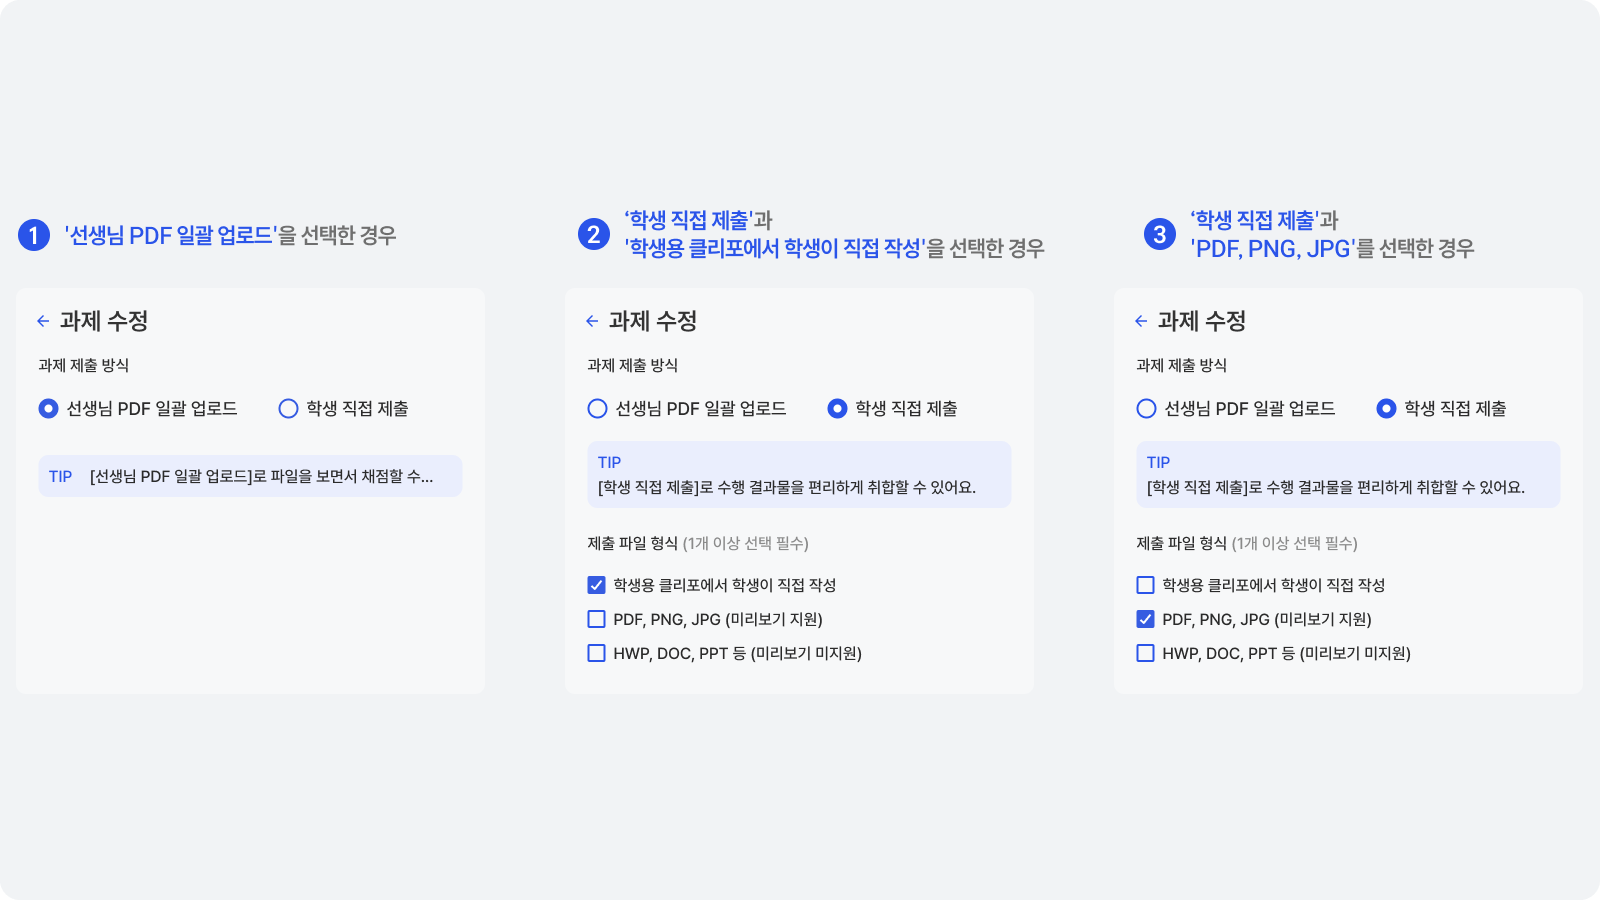 1 '선생님 PDF 일괄 업로드'을 선택한 경우
← 과제 수정
과제 제출 방식
선생님 PDF 일괄 업로드 학생 직접 제출
TIP [선생님 PDF 일괄 업로드]로 파일을 보면서 채점할 수...
2 ‘학생 직접 제출'과
'학생용 클리포에서 학생이 직접 작성'을 선택한 경우
← 과제 수정
과제 제출 방식
선생님 PDF 일괄 업로드 학생 직접 제출
TIP
[학생 직접 제출]로 수행 결과물을 편리하게 취합할 수 있어요.
제출 파일 형식 (1개 이상 선택 필수)
학생용 클리포에서 학생이 직접 작성
PDF, PNG, JPG (미리보기 지원)
HWP, DOC, PPT 등 (미리보기 미지원)
3 ‘학생 직접 제출'과
'PDF, PNG, JPG'를 선택한 경우
← 과제 수정
과제 제출 방식
선생님 PDF 일괄 업로드 학생 직접 제출
TIP
[학생 직접 제출]로 수행 결과물을 편리하게 취합할 수 있어요.
제출 파일 형식 (1개 이상 선택 필수)
학생용 클리포에서 학생이 직접 작성
PDF, PNG, JPG (미리보기 지원)
HWP, DOC, PPT 등 (미리보기 미지원)